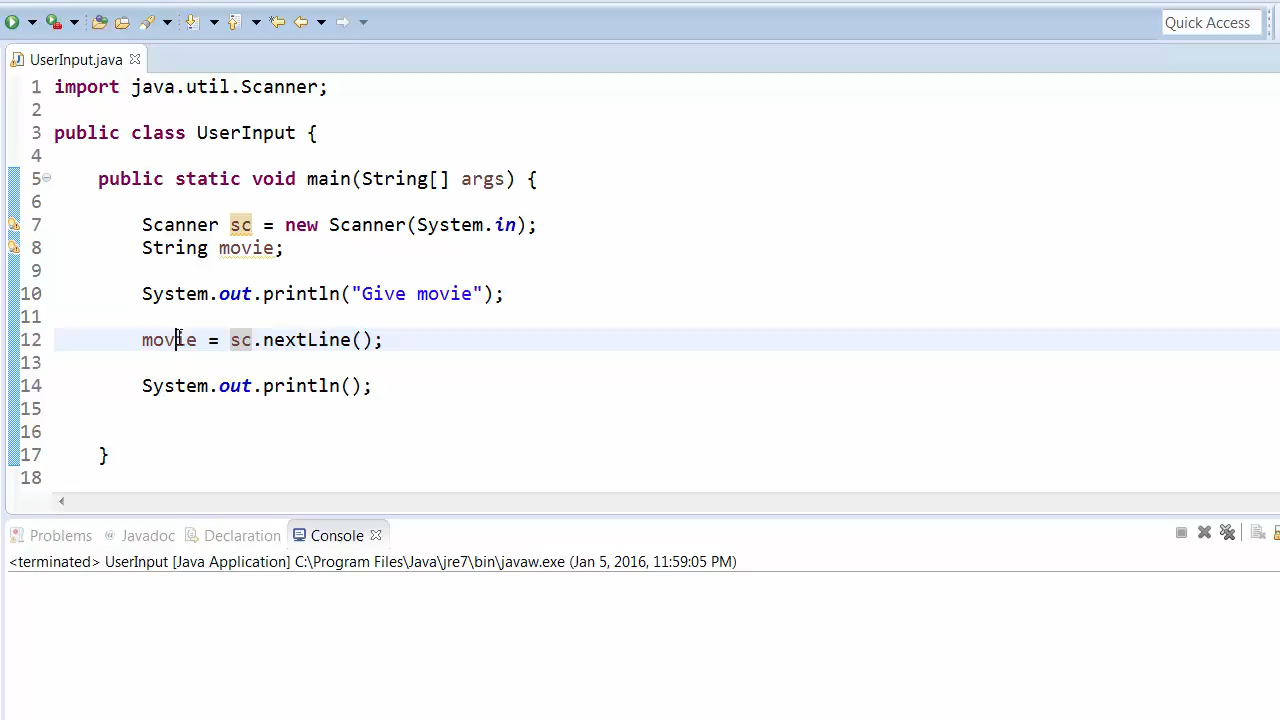 Quick Access
UserInput.java
1 import java.util.Scanner;
2
3 public class UserInput {
4
5 public static void main(String[] args) {
6
7 Scanner sc = new Scanner(System.in);
8 String movie;
9
10 System.out.println("Give movie");
11
12 movie = sc.nextLine();
13
14 System.out.println();
15
16
17 }
18
Problems @ Javadoc Declaration Console
<terminated> UserInput [Java Application] C:\Program Files\Java\jre7\bin\javaw.exe (Jan 5, 2016, 11:59:05 PM)